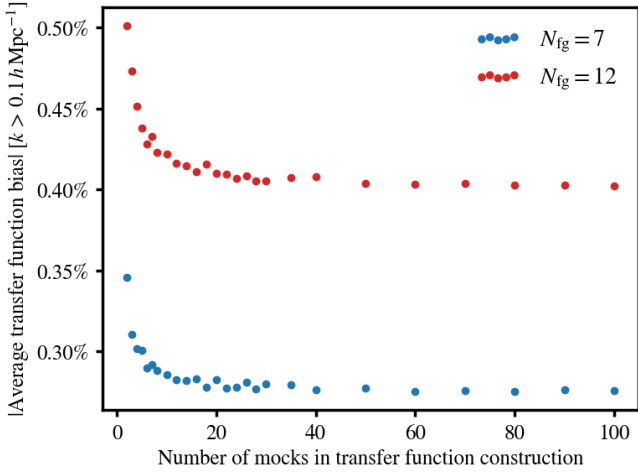 |Average transfer function bias| [k > 0.1 h Mpc⁻¹]
0.50%
0.45%
0.40%
0.35%
0.30%
N_fg = 7
N_fg = 12
0 20 40 60 80 100
Number of mocks in transfer function construction